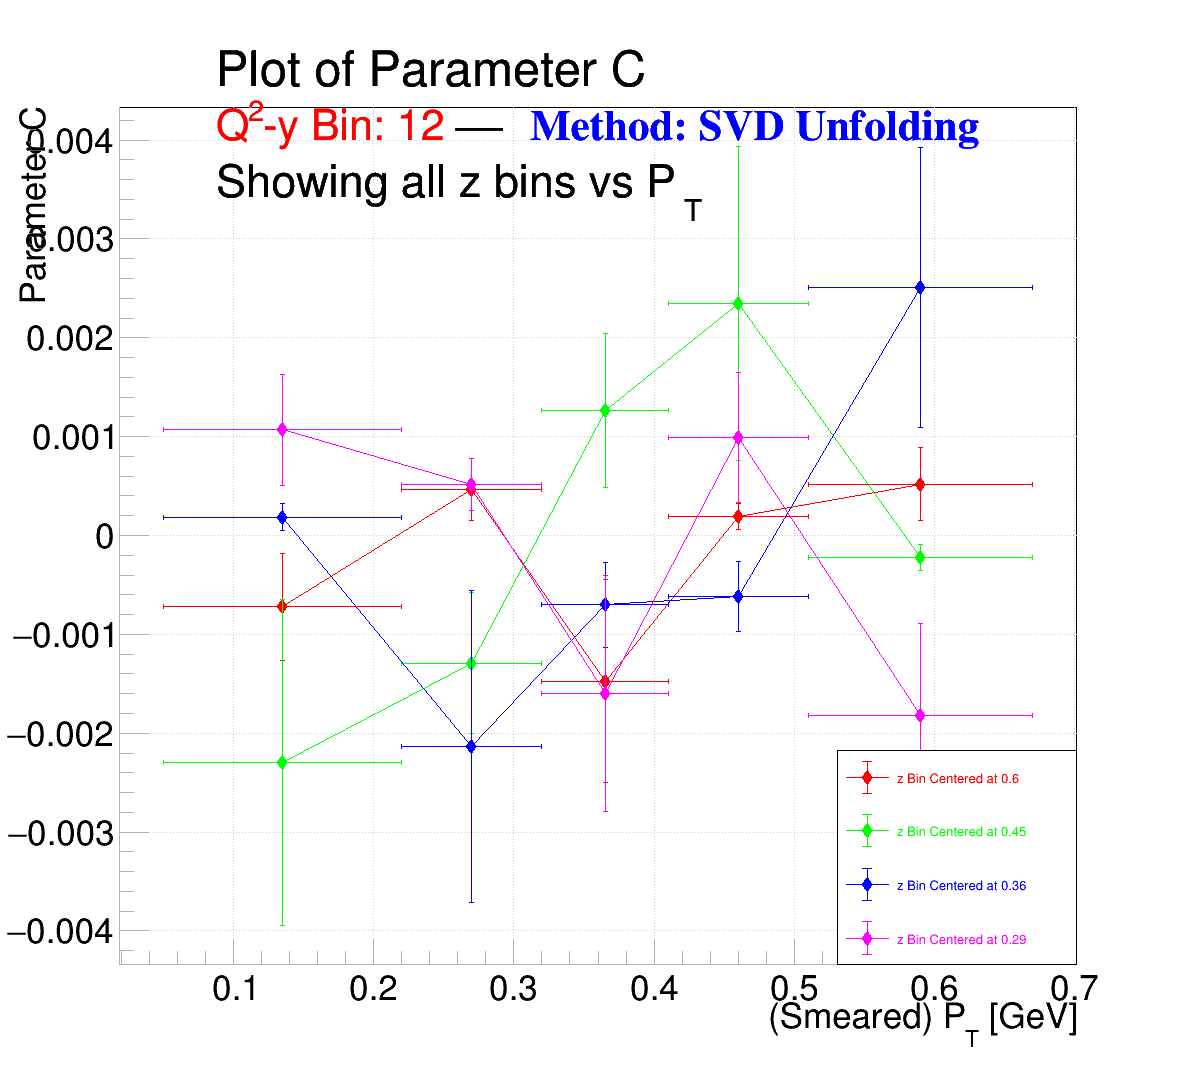 Plot of Parameter C
Q²-y Bin: 12 — Method: SVD Unfolding
Showing all z bins vs P_T
Parameter C
0.004
0.003
0.002
0.001
0
−0.001
−0.002
−0.003
−0.004
z Bin Centered at 0.6
z Bin Centered at 0.45
z Bin Centered at 0.36
z Bin Centered at 0.29
0.1 0.2 0.3 0.4 0.5 0.6 0.7
(Smeared) P_T [GeV]